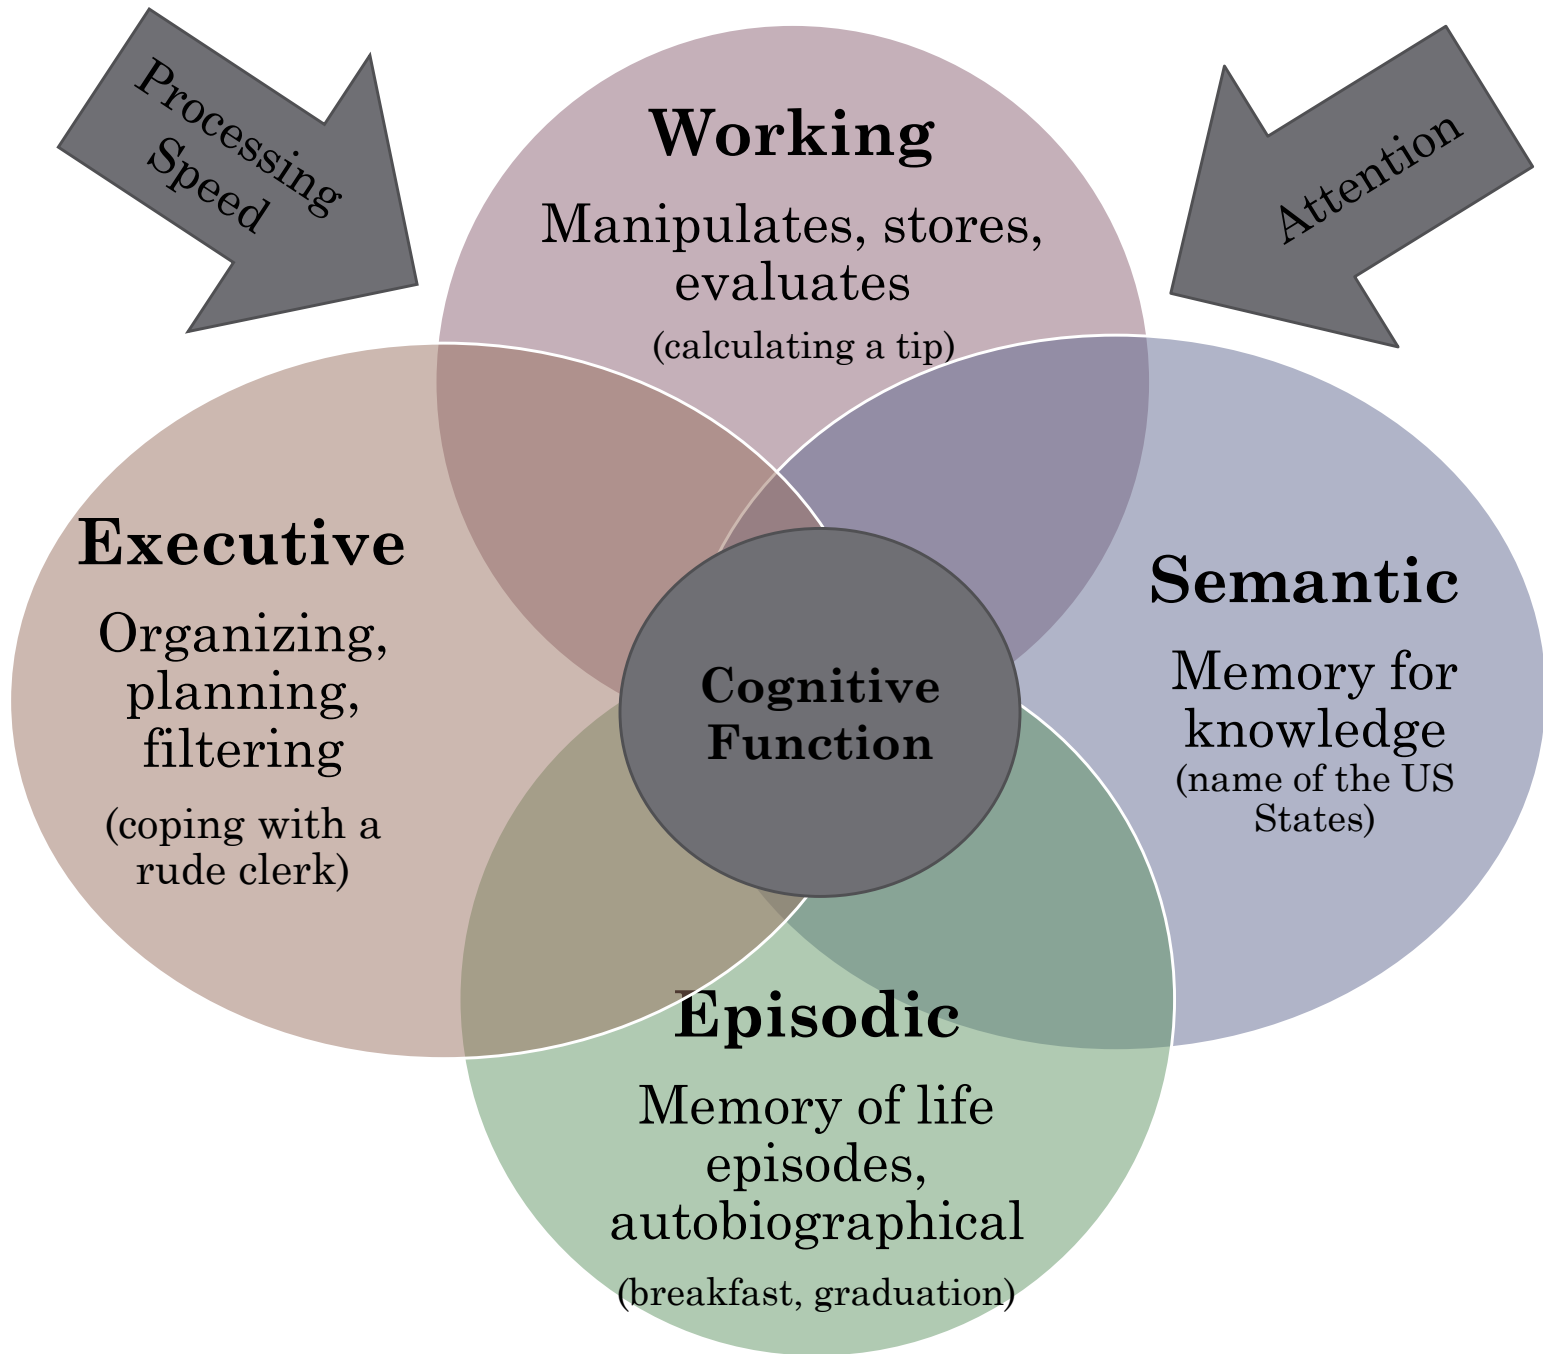 Processing
Speed
Attention
Working
Manipulates, stores,
evaluates
(calculating a tip)
Executive
Organizing,
planning,
filtering
(coping with a
rude clerk)
Cognitive
Function
Semantic
Memory for
knowledge
(name of the US
States)
Episodic
Memory of life
episodes,
autobiographical
(breakfast, graduation)